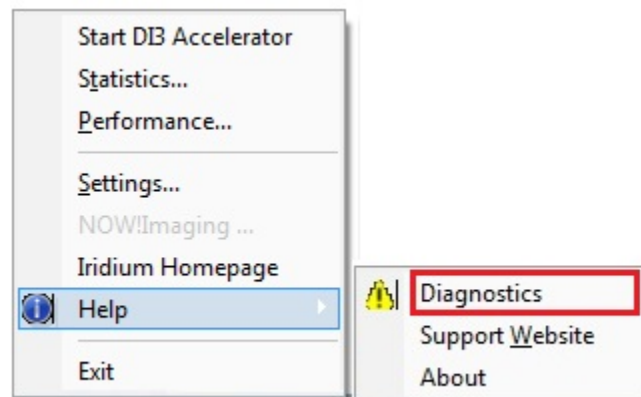 Start DI3 Accelerator
Statistics...
Performance...
Settings...
NOW!Imaging ...
Iridium Homepage
Help
Exit
Diagnostics
Support Website
About